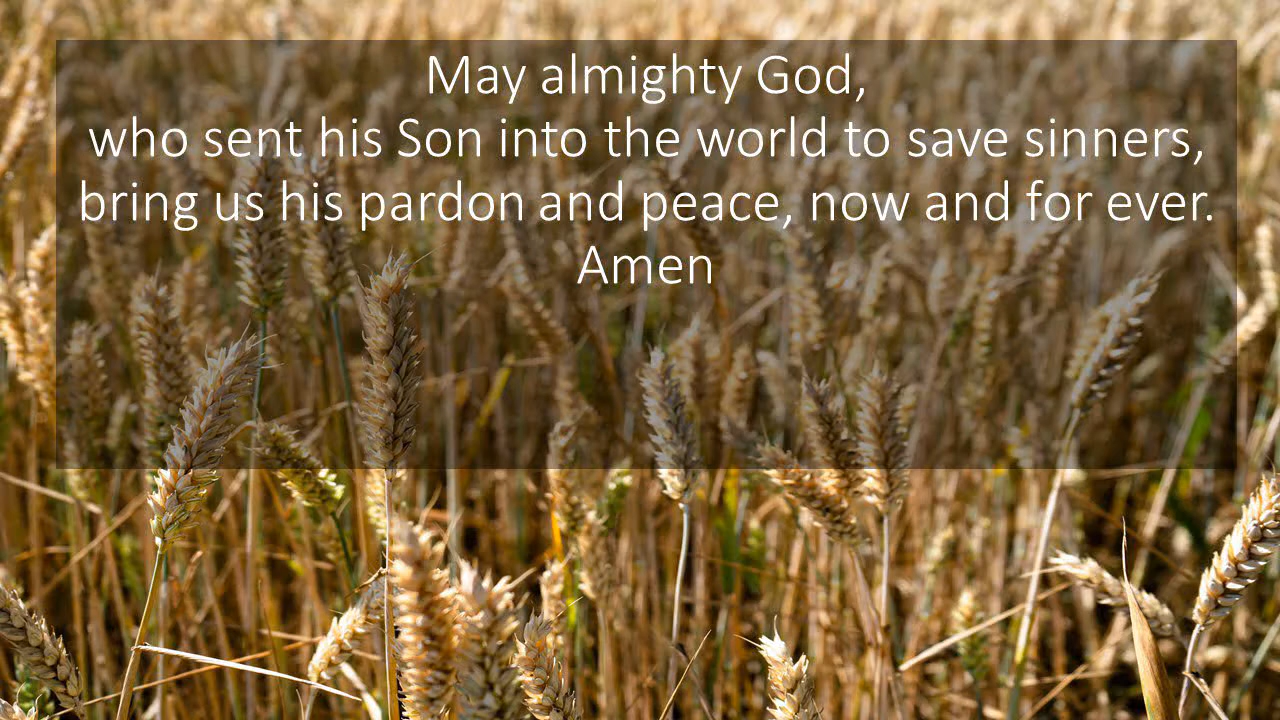 May almighty God,
who sent his Son into the world to save sinners,
bring us his pardon and peace, now and for ever.
Amen